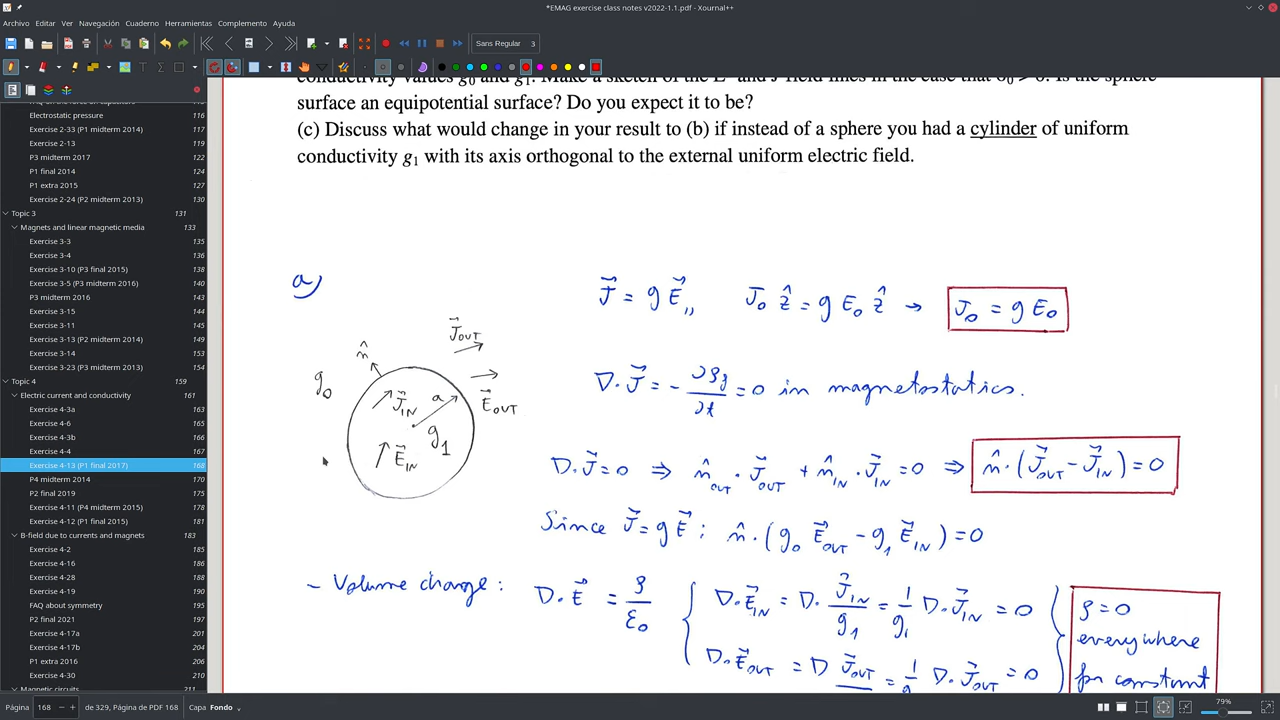 *EMAG exercise class notes v2022-1.1.pdf - Xournal++
Archivo Editar Ver Navegación Cuaderno Herramientas Complemento Ayuda
Sans Regular 3
Electrostatic pressure 116
Exercise 2-33 (P1 midterm 2014) 117
Exercise 2-13 119
P3 midterm 2017 122
P1 final 2014 124
P1 extra 2015 127
Exercise 2-24 (P2 midterm 2013) 130
Topic 3 131
Magnets and linear magnetic media 133
Exercise 3-3 135
Exercise 3-4 136
Exercise 3-10 (P3 final 2015) 138
Exercise 3-5 (P3 midterm 2016) 140
P3 midterm 2016 143
Exercise 3-15 144
Exercise 3-11 145
Exercise 3-13 (P2 midterm 2014) 149
Exercise 3-14 153
Exercise 3-23 (P3 midterm 2013) 154
Topic 4 159
Electric current and conductivity 161
Exercise 4-3a 163
Exercise 4-6 165
Exercise 4-3b 166
Exercise 4-4 167
Exercise 4-13 (P1 final 2017) 168
P4 midterm 2014 170
P2 final 2019 175
Exercise 4-11 (P4 midterm 2015) 178
Exercise 4-12 (P1 final 2015) 181
B-field due to currents and magnets 183
Exercise 4-2 185
Exercise 4-16 186
Exercise 4-28 188
Exercise 4-19 190
FAQ about symmetry 195
P2 final 2021 197
Exercise 4-17a 201
Exercise 4-17b 204
P1 extra 2016 206
Exercise 4-30 210
Magnetic circuits 211
surface an equipotential surface? Do you expect it to be?
(c) Discuss what would change in your result to (b) if instead of a sphere you had a cylinder of uniform
conductivity g₁ with its axis orthogonal to the external uniform electric field.
a)
J⃗ = g E⃗,, J₀ ẑ = g E₀ ẑ → J₀ = g E₀
n̂ J⃗OUT
g₀ J⃗IN a E⃗OUT
E⃗IN g₁
∇·J⃗ = - ∂ρg/∂t = 0 in magnetostatics.
∇·J⃗ = 0 ⇒ n̂OUT · J⃗OUT + n̂IN · J⃗IN = 0 ⇒ n̂ · (J⃗OUT - J⃗IN) = 0
Since J⃗ = g E⃗ : n̂ · (g₀ E⃗OUT - g₁ E⃗IN) = 0
- Volume change : ∇·E⃗ = ρ/ε₀ { ∇·E⃗IN = ∇· J⃗IN/g₁ = 1/g₁ ∇·J⃗IN = 0
∇·E⃗OUT = ∇ J⃗OUT = 1/g ∇·J⃗OUT = 0 }
ρ = 0
everywhere
for constant
Página 168 de 329, Página de PDF 168 Capa Fondo 79%